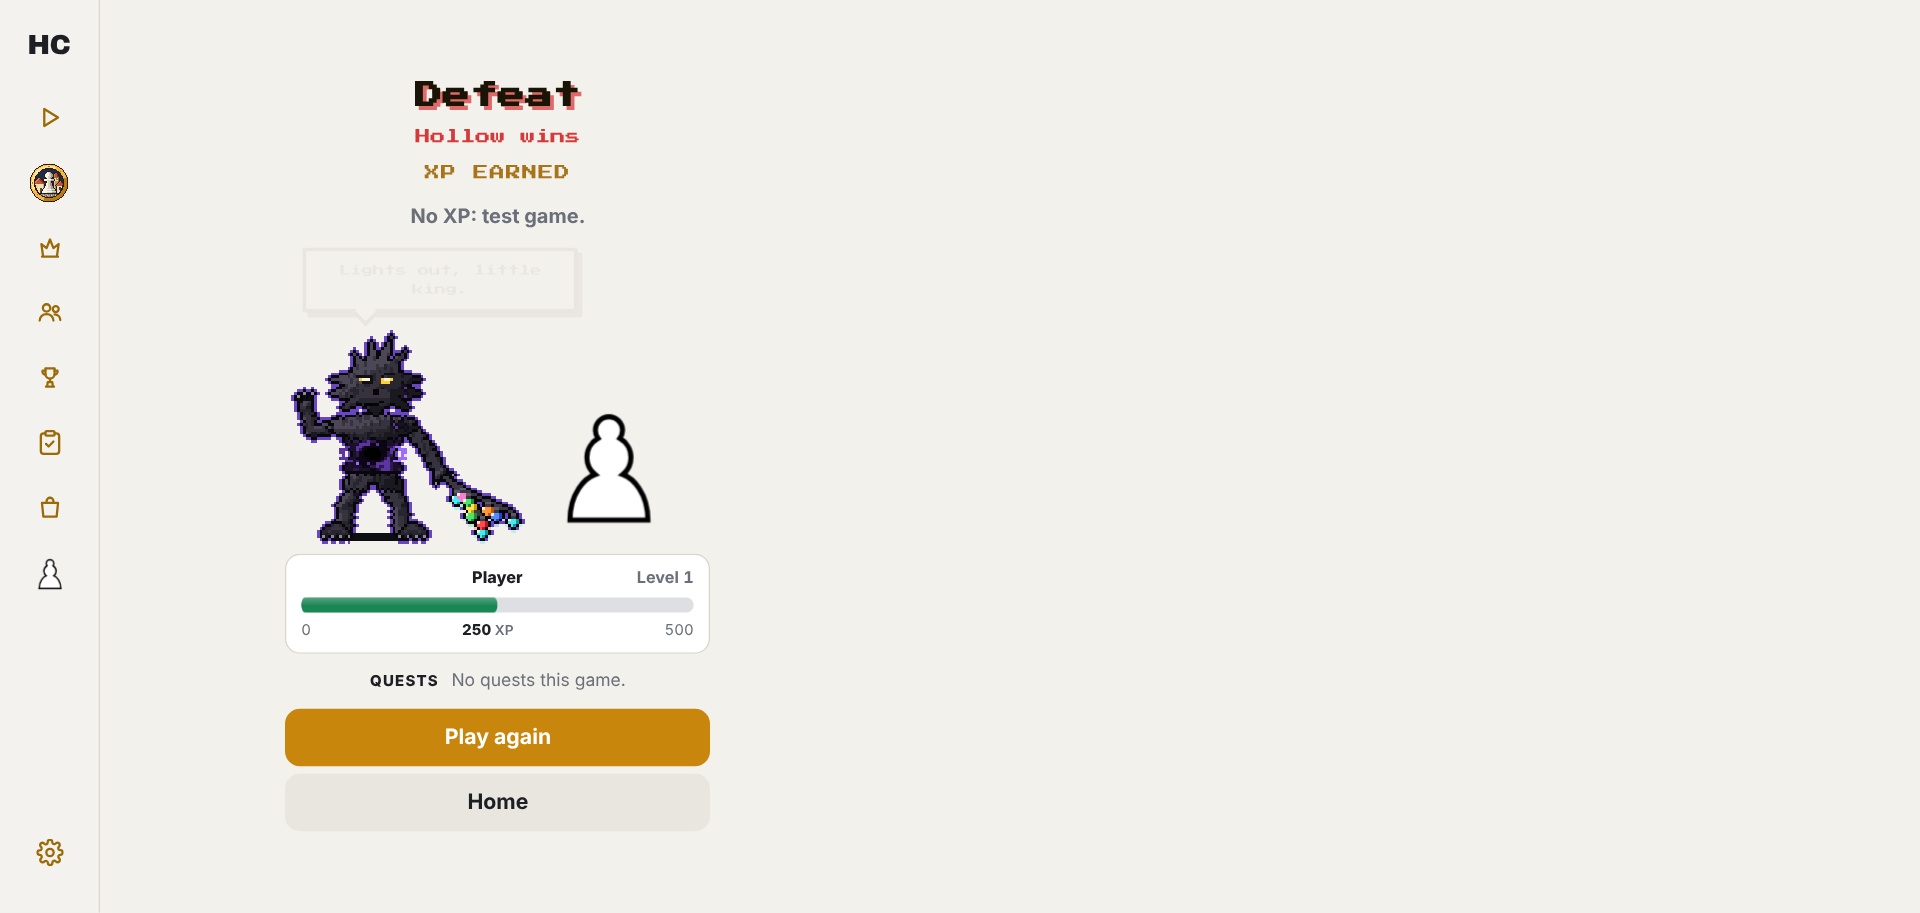 HC
Defeat
Hollow wins
XP EARNED
No XP: test game.
Lights out, little
king.
Player
Level 1
0
250 XP
500
QUESTS No quests this game.
Play again
Home